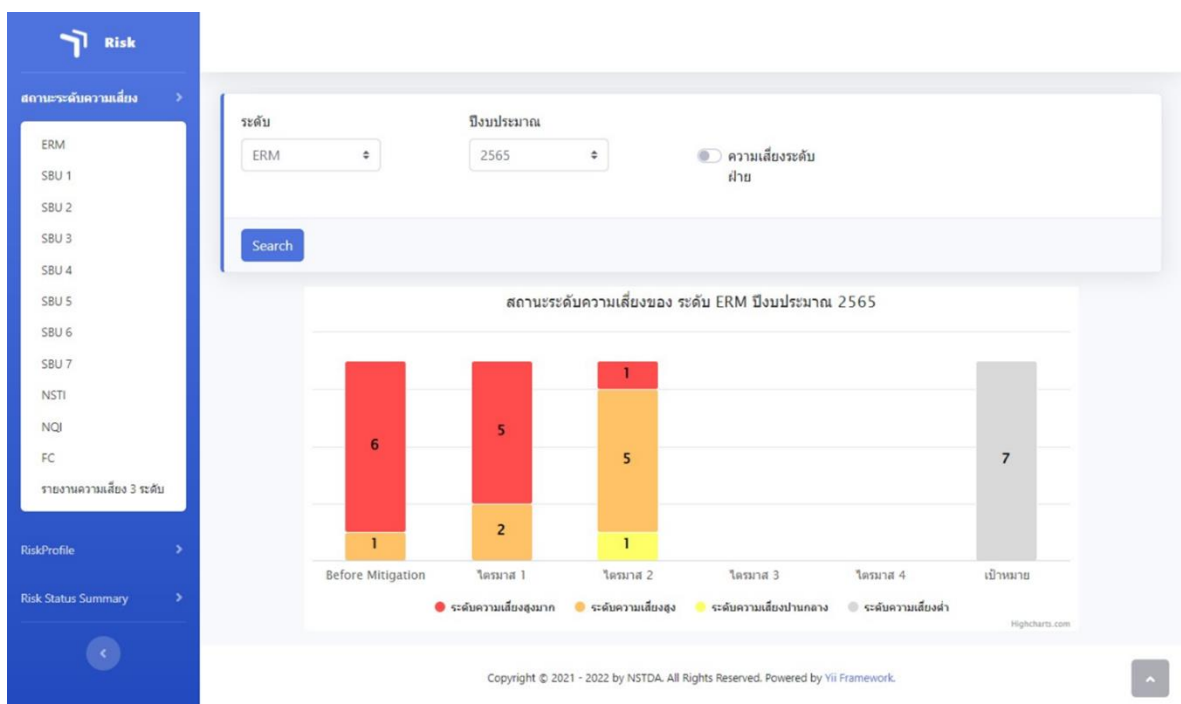 Risk
สถานะระดับความเสี่ยง
ERM
SBU 1
SBU 2
SBU 3
SBU 4
SBU 5
SBU 6
SBU 7
NSTI
NQI
FC
รายงานความเสี่ยง 3 ระดับ
RiskProfile
Risk Status Summary
ระดับ
ปีงบประมาณ
ERM
2565
ความเสี่ยงระดับ
ฝ่าย
Search
สถานะระดับความเสี่ยงของ ระดับ ERM ปีงบประมาณ 2565
1
6
5
5
7
1
2
1
Before Mitigation ไตรมาส 1 ไตรมาส 2 ไตรมาส 3 ไตรมาส 4 เป้าหมาย
ระดับความเสี่ยงสูงมาก ระดับความเสี่ยงสูง ระดับความเสี่ยงปานกลาง ระดับความเสี่ยงต่ำ
Highcharts.com
Copyright © 2021 - 2022 by NSTDA. All Rights Reserved. Powered by Yii Framework.